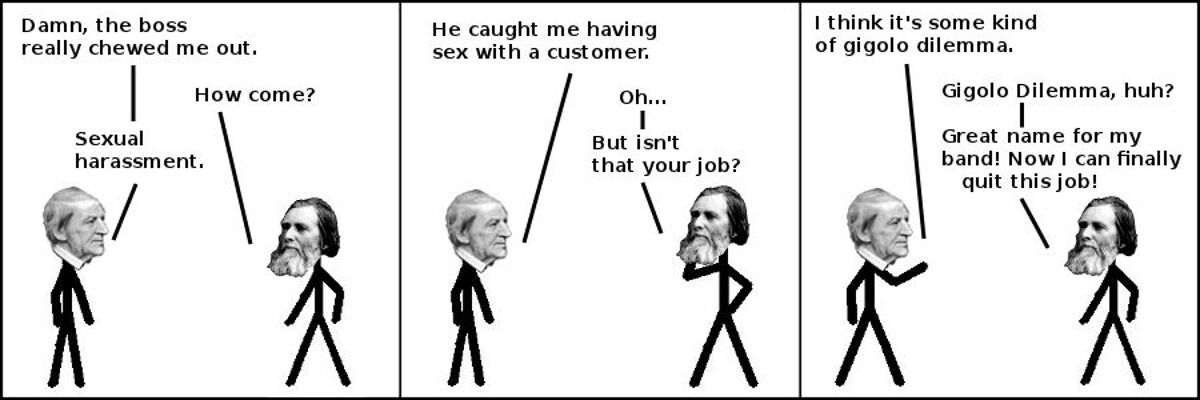 Damn, the boss
really chewed me out.
How come?
Sexual
harassment.
He caught me having
sex with a customer.
Oh...
But isn't
that your job?
I think it's some kind
of gigolo dilemma.
Gigolo Dilemma, huh?
Great name for my
band! Now I can finally
quit this job!